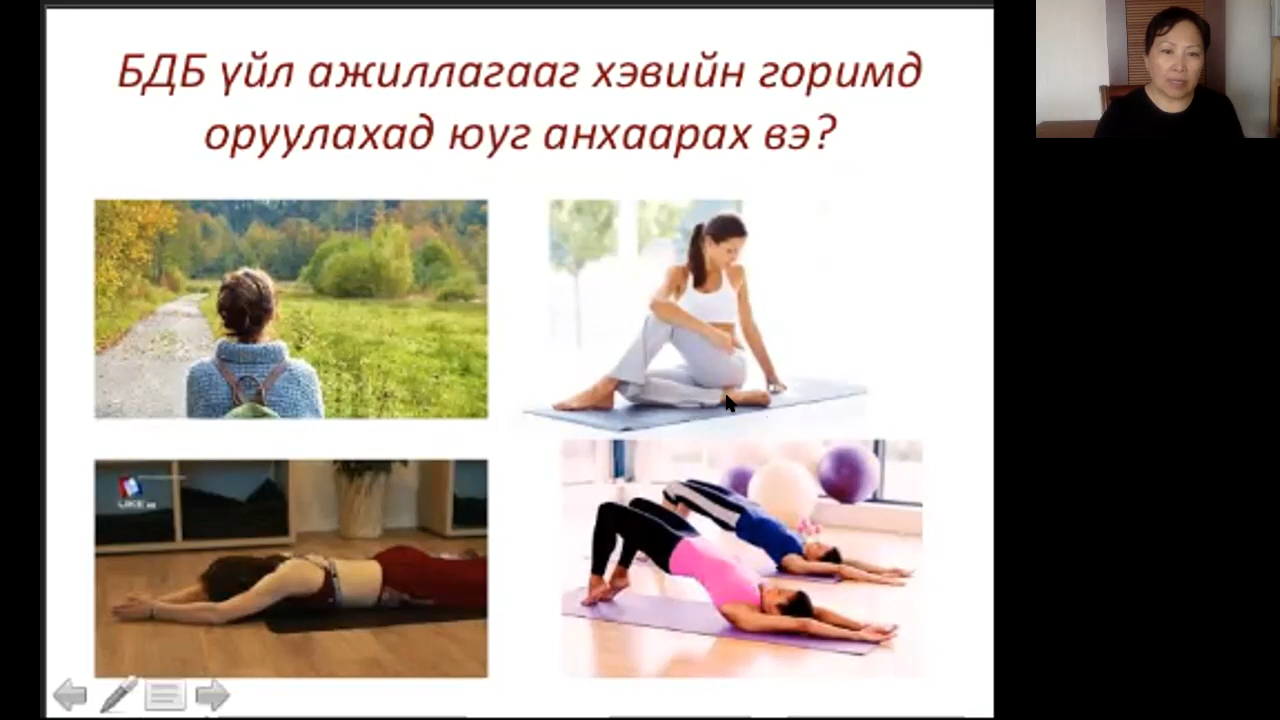 БДБ үйл ажиллагааг хэвийн горимд
оруулахад юуг анхаарах вэ?